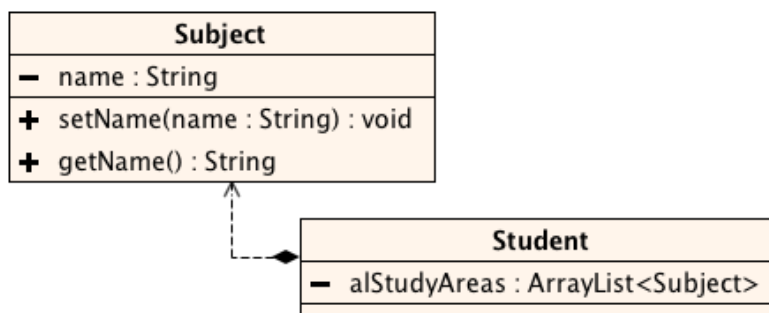 Subject
- name : String
+ setName(name : String) : void
+ getName() : String
Student
- alStudyAreas : ArrayList<Subject>